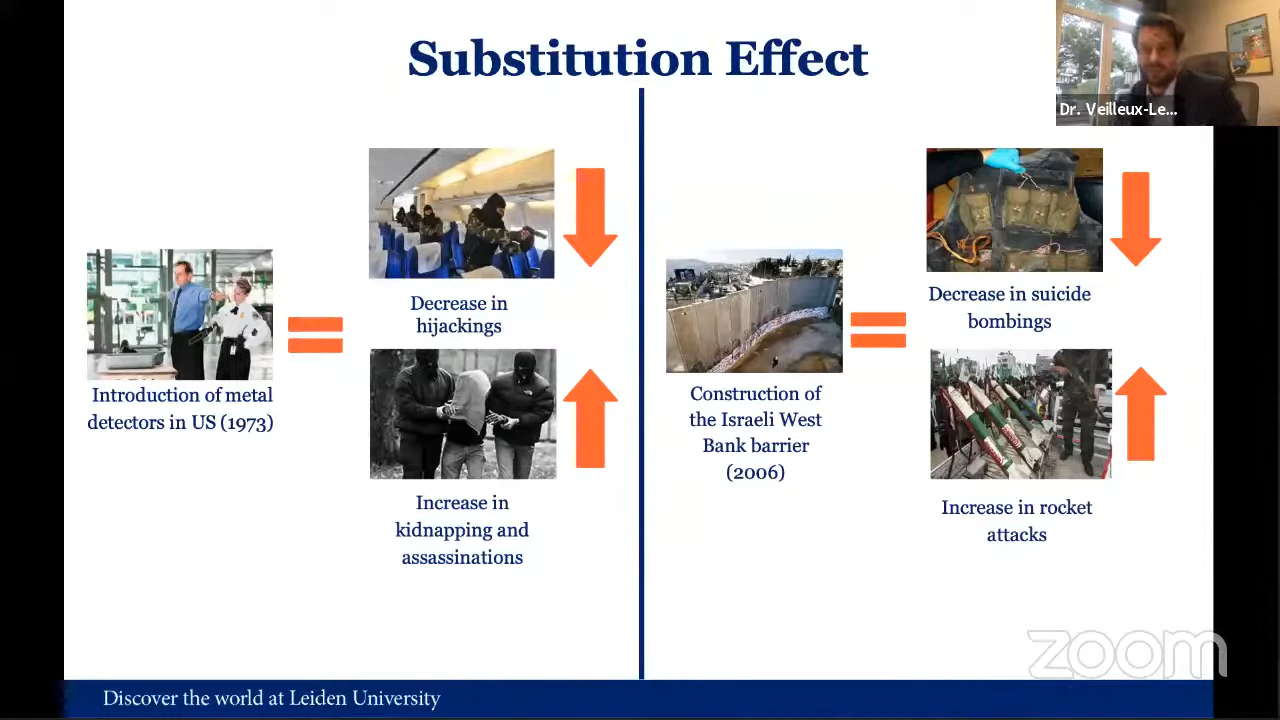 Substitution Effect
Dr. Veilleux-Le...
Introduction of metal
detectors in US (1973)
Decrease in
hijackings
Increase in
kidnapping and
assassinations
Construction of
the Israeli West
Bank barrier
(2006)
Decrease in suicide
bombings
Increase in rocket
attacks
zoom
Discover the world at Leiden University